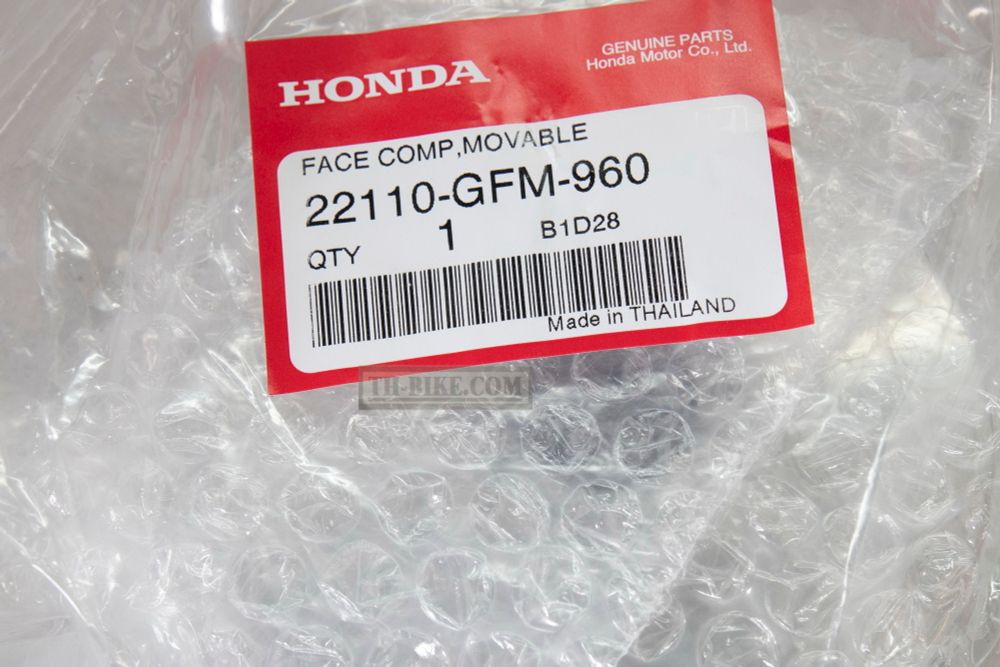 HONDA
GENUINE PARTS
Honda Motor Co., Ltd.
FACE COMP,MOVABLE
22110-GFM-960
QTY 1 B1D28
Made in THAILAND
TH-BIKE.COM